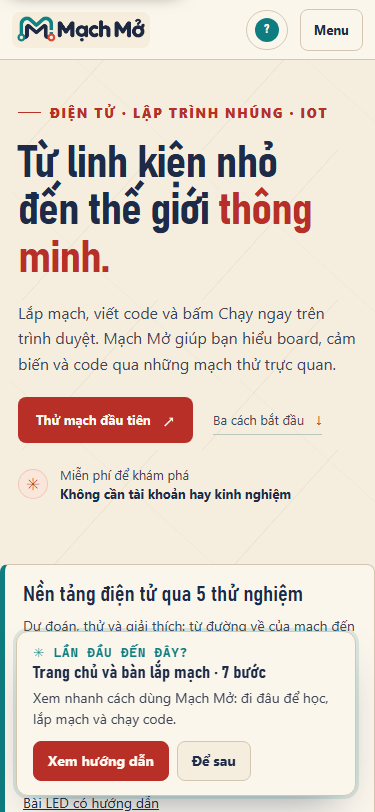 Mạch Mở
?
Menu
ĐIỆN TỬ · LẬP TRÌNH NHÚNG · IOT
Từ linh kiện nhỏ
đến thế giới thông
minh.
Lắp mạch, viết code và bấm Chạy ngay trên
trình duyệt. Mạch Mở giúp bạn hiểu board, cảm
biến và code qua những mạch thử trực quan.
Thử mạch đầu tiên ↗
Ba cách bắt đầu ↓
Miễn phí để khám phá
Không cần tài khoản hay kinh nghiệm
Nền tảng điện tử qua 5 thử nghiệm
Dự đoán, thử và giải thích: từ đường về của mạch đến
✳ LẦN ĐẦU ĐẾN ĐÂY?
Trang chủ và bàn lắp mạch · 7 bước
Xem nhanh cách dùng Mạch Mở: đi đâu để học,
lắp mạch và chạy code.
Xem hướng dẫn
Để sau
Bài LED có hướng dẫn